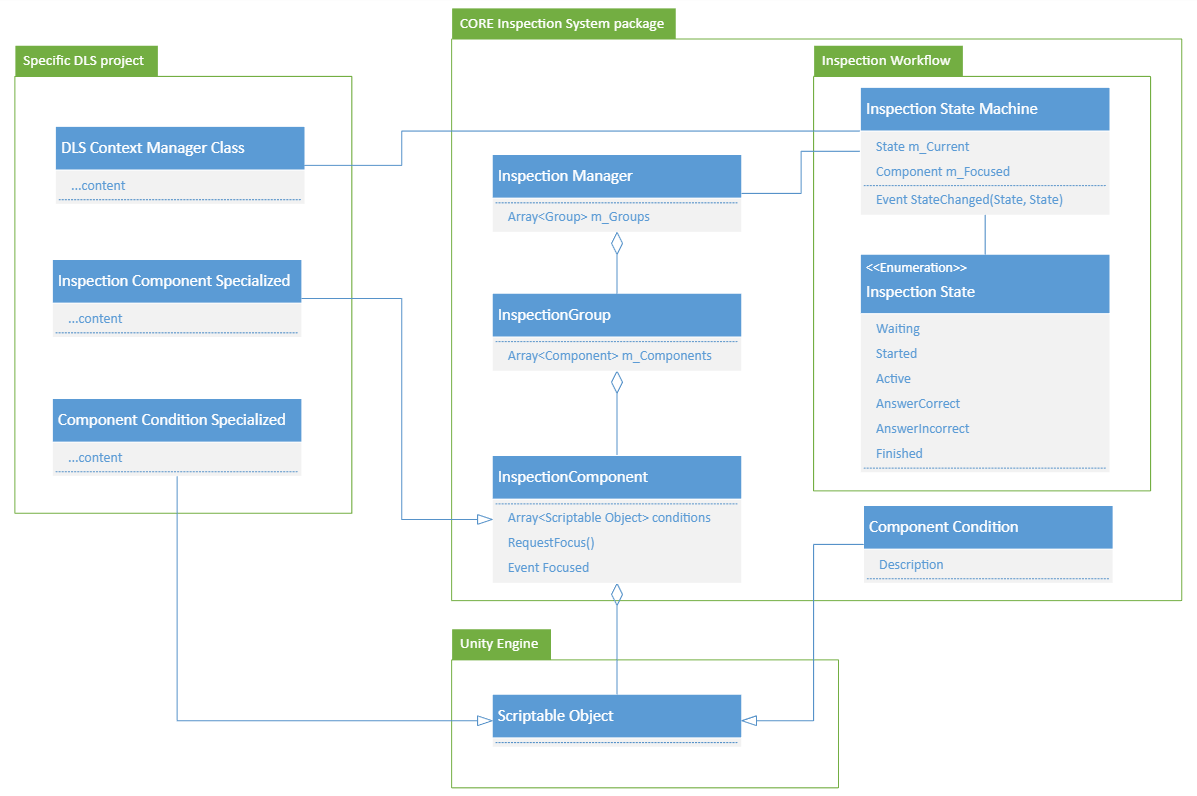 CORE Inspection System package
Specific DLS project
Inspection Workflow
DLS Context Manager Class
...content
Inspection Component Specialized
...content
Component Condition Specialized
...content
Inspection Manager
Array<Group> m_Groups
InspectionGroup
Array<Component> m_Components
InspectionComponent
Array<Scriptable Object> conditions
RequestFocus()
Event Focused
Inspection State Machine
State m_Current
Component m_Focused
Event StateChanged(State, State)
<<Enumeration>>
Inspection State
Waiting
Started
Active
AnswerCorrect
AnswerIncorrect
Finished
Component Condition
Description
Unity Engine
Scriptable Object